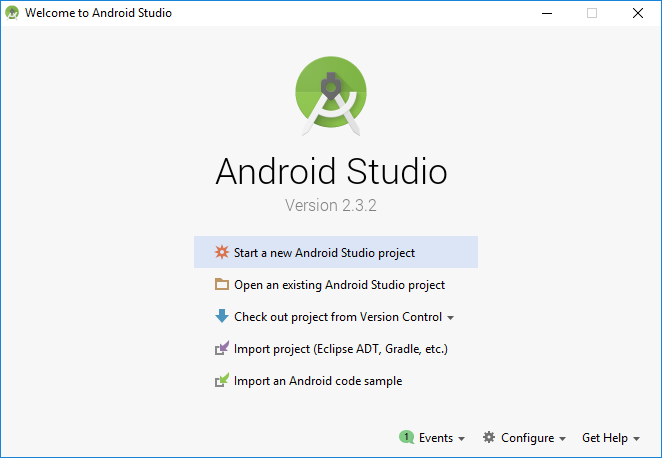 Welcome to Android Studio
Android Studio
Version 2.3.2
Start a new Android Studio project
Open an existing Android Studio project
Check out project from Version Control
Import project (Eclipse ADT, Gradle, etc.)
Import an Android code sample
1 Events Configure Get Help